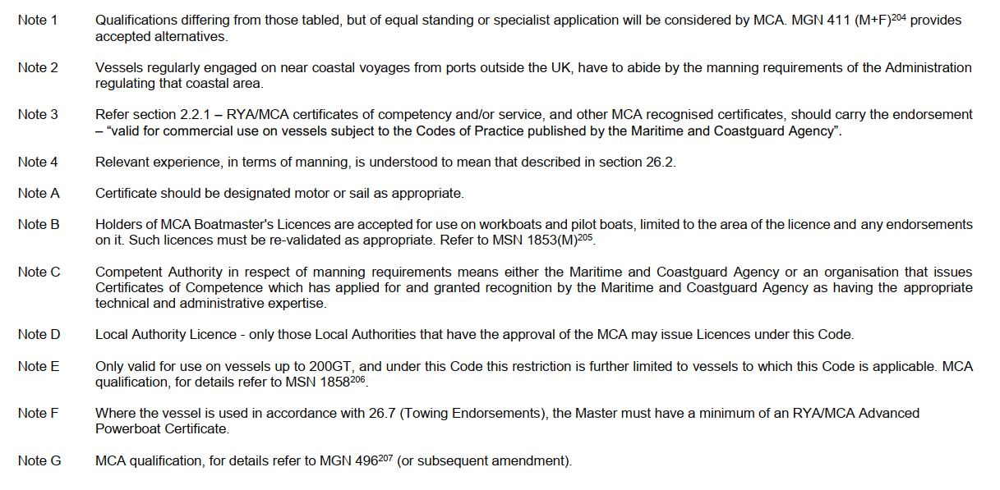 Note 1 Qualifications differing from those tabled, but of equal standing or specialist application will be considered by MCA. MGN 411 (M+F)204 provides
accepted alternatives.
Note 2 Vessels regularly engaged on near coastal voyages from ports outside the UK, have to abide by the manning requirements of the Administration
regulating that coastal area.
Note 3 Refer section 2.2.1 – RYA/MCA certificates of competency and/or service, and other MCA recognised certificates, should carry the endorsement
– “valid for commercial use on vessels subject to the Codes of Practice published by the Maritime and Coastguard Agency”.
Note 4 Relevant experience, in terms of manning, is understood to mean that described in section 26.2.
Note A Certificate should be designated motor or sail as appropriate.
Note B Holders of MCA Boatmaster's Licences are accepted for use on workboats and pilot boats, limited to the area of the licence and any endorsements
on it. Such licences must be re-validated as appropriate. Refer to MSN 1853(M)205.
Note C Competent Authority in respect of manning requirements means either the Maritime and Coastguard Agency or an organisation that issues
Certificates of Competence which has applied for and granted recognition by the Maritime and Coastguard Agency as having the appropriate
technical and administrative expertise.
Note D Local Authority Licence - only those Local Authorities that have the approval of the MCA may issue Licences under this Code.
Note E Only valid for use on vessels up to 200GT, and under this Code this restriction is further limited to vessels to which this Code is applicable. MCA
qualification, for details refer to MSN 1858206.
Note F Where the vessel is used in accordance with 26.7 (Towing Endorsements), the Master must have a minimum of an RYA/MCA Advanced
Powerboat Certificate.
Note G MCA qualification, for details refer to MGN 496207 (or subsequent amendment).